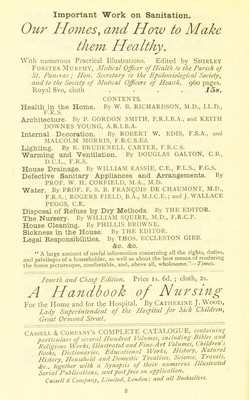 Important Work on Sanitation.
Our Homes, and How to Make
them Healthy.
With numerous Practical Illustrations. Edited by SHIRLEY
FORSTER MURPHY, Medical Officer of Health to the Parish of
St. Pancras; Hon. Secretary to the Epidemiological Society,
and to the Society of Medical Officers of Health. 960 pages.
Royal 8vo, cloth 15s.
CONTENTS.
Health in the Home. By W. B. RICHARDSON, M.D., LL.D.,
F.R.S.
Architecture. By P. GORDON SMITH, F.R.I.B.A., and KEITH
DOWNES YOUNG, A.R.I.B.A.
Internal Decoration. By ROBERT W. EDIS, F.S.A., and
MALCOLM MORRIS, F.R.C.S.Ed.
Lighting. By R. BRUDENELL CARTER, F.R.C.S.
Warming and Ventilation. By DOUGLAS GALTON, C.B.,
D.C.L., F.R.S.
House Drainage. By WILLIAM EASSIE, C.E., F.L.S., F.G.S.
Defective Sanitary Appliances and Arrangements. By
PROF. W. H. CORFIELD, M.A., M.D.
Water. By PROF. F. S. B. FRANCOIS DE CHAUMONT, M.D.,
F.R.S.; ROGERS FIELD, B.A., M.I.C.E.; and J. WALLACE
PEGGS, C.E.
Disposal of Refuse by Dry Methods. By THE EDITOR.
The Nursery. By WILLIAM SQUIRE, M.D., F.R.C.P.
House Cleaning. By PHILLIS BROWNE.
Sickness in the House. By THE EDITOR.
Legal Responsibilities. By THOS. ECCLESTON GIBB.
&c. &c.
"A large amount of useful information concerning all the rights, duties,
and privileges of a householder, as well as about the best means of rendering
the home picturesque, comfortable, and, above all, wholesome."—Times.
Fourth and Cheap Edition. Price 1s. 6d.; cloth, 2s.
A Handbook of Nursing
For the Home and for the Hospital. By CATHERINE J. WOOD,
Lady Superintendent of the Hospital for Sick Children,
Great Ormond Street.
CASSELL & COMPANY'S COMPLETE CATALOGUE, containing
particulars of several Hundred Volumes, including Bibles and
Religious Works, Illustrated and Fine-Art Volumes, Children's
Books, Dictionaries, Educational Works, History, Natural
History, Household and Domestic Treatises, Science, Travels,
&c., together with a Synopsis of their numerous Illustrated
Serial Publications, sent post free on application.
Cassell & Company, Limited, London; and all Booksellers.